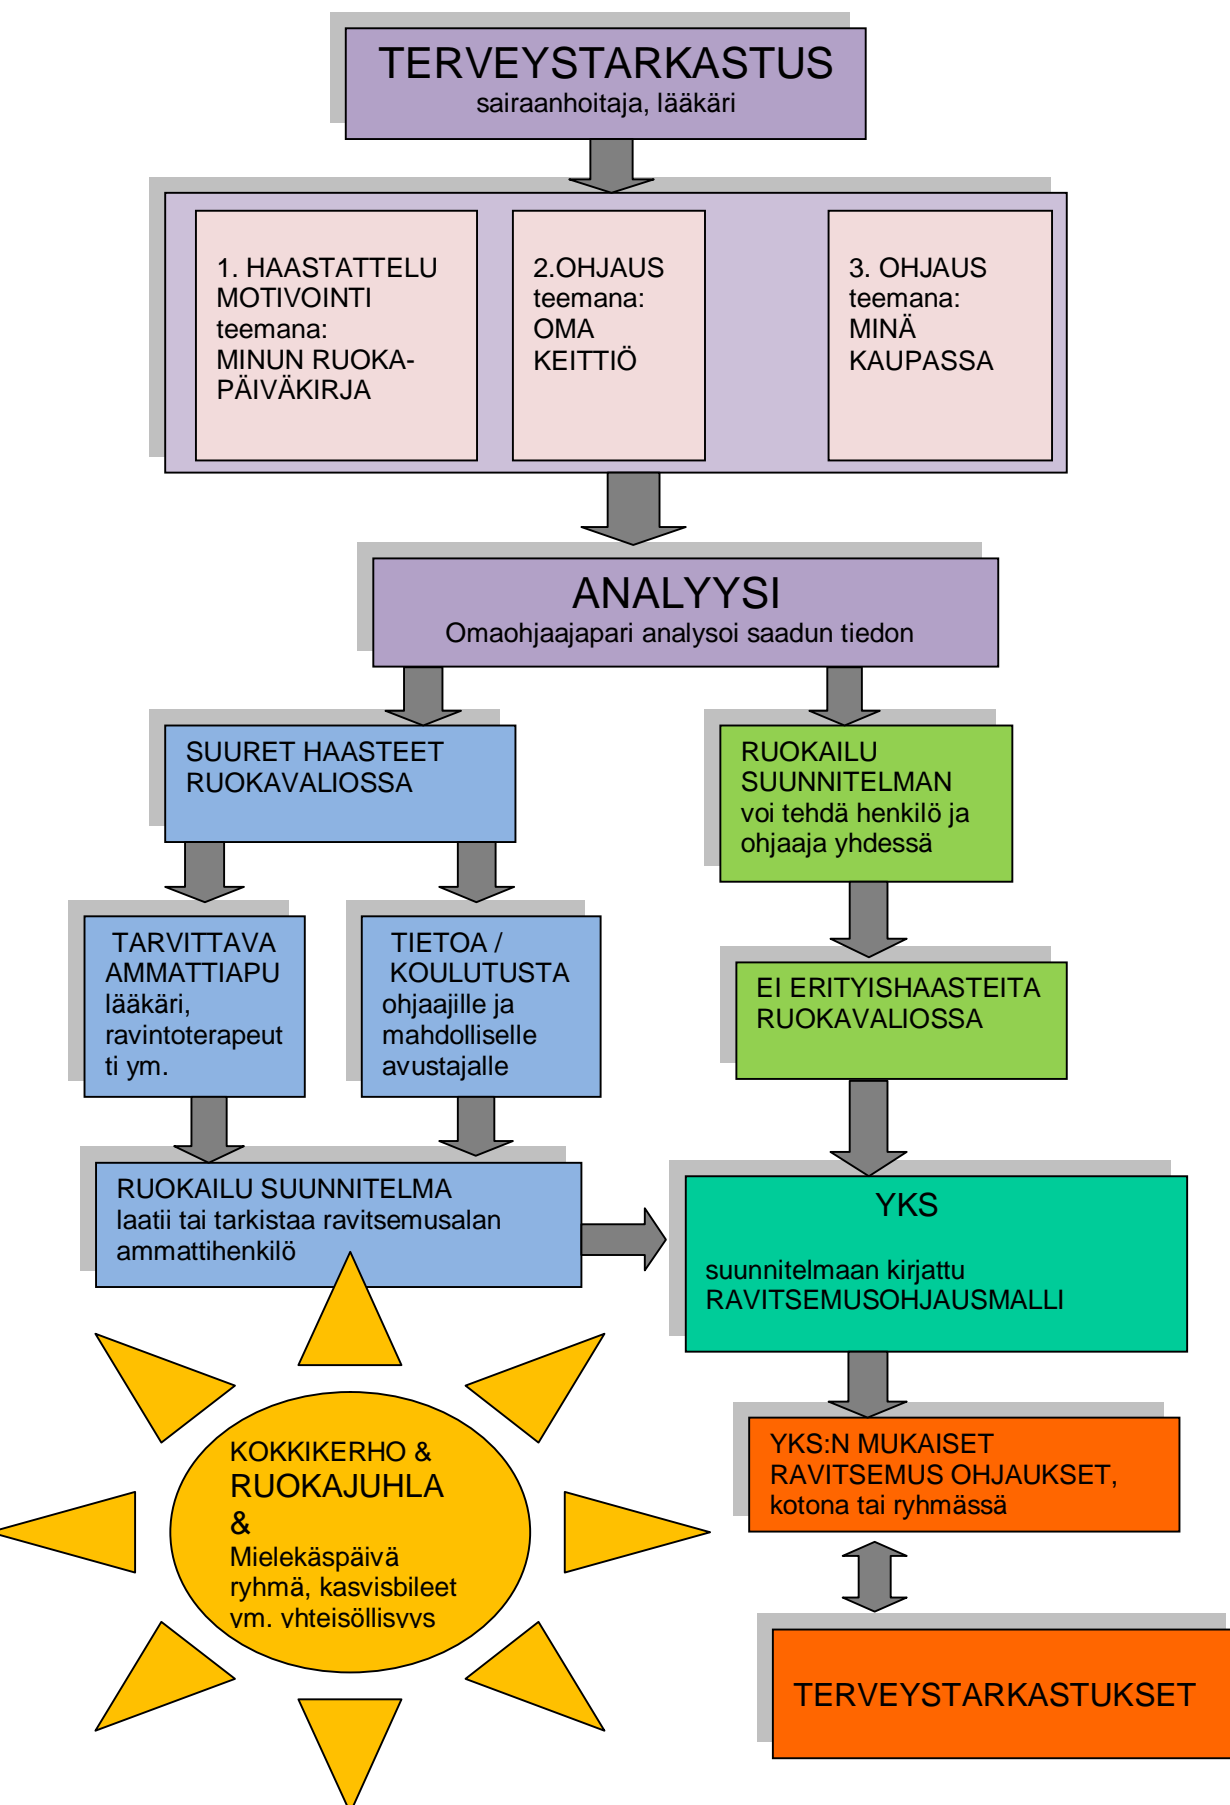 TERVEYSTARKASTUS
sairaanhoitaja, lääkäri
1. HAASTATTELU
MOTIVOINTI
teemana:
MINUN RUOKA-
PÄIVÄKIRJA
2.OHJAUS
teemana:
OMA
KEITTIÖ
3. OHJAUS
teemana:
MINÄ
KAUPASSA
ANALYYSI
Omaohjaajapari analysoi saadun tiedon
SUURET HAASTEET
RUOKAVALIOSSA
RUOKAILU
SUUNNITELMAN
voi tehdä henkilö ja
ohjaaja yhdessä
TARVITTAVA
AMMATTIAPU
lääkäri,
ravintoterapeut
ti ym.
TIETOA /
KOULUTUSTA
ohjaajille ja
mahdolliselle
avustajalle
EI ERITYISHAASTEITA
RUOKAVALIOSSA
RUOKAILU SUUNNITELMA
laatii tai tarkistaa ravitsemusalan
ammattihenkilö
YKS
suunnitelmaan kirjattu
RAVITSEMUSOHJAUSMALLI
KOKKIKERHO &
RUOKAJUHLA
&
Mielekäspäivä
ryhmä, kasvisbileet
ym. yhteisöllisyys
YKS:N MUKAISET
RAVITSEMUS OHJAUKSET,
kotona tai ryhmässä
TERVEYSTARKASTUKSET